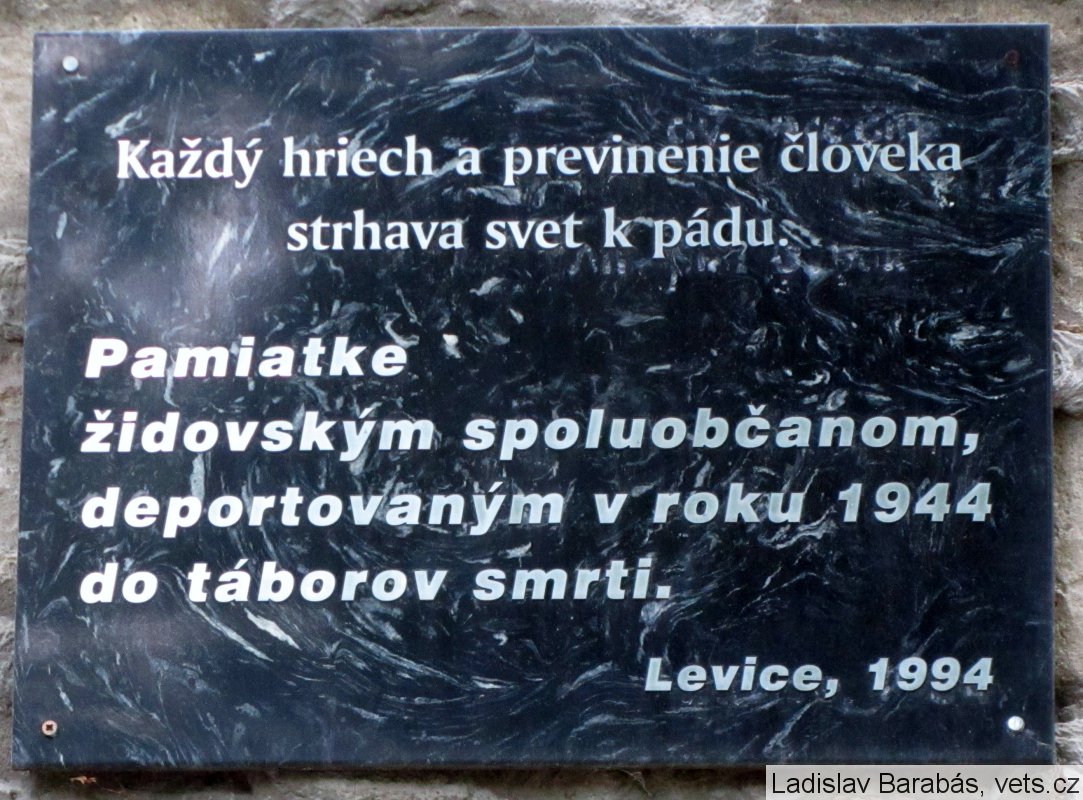 Každý hriech a previnenie človeka
strhava svet k pádu.
Pamiatke
židovským spoluobčanom,
deportovaným v roku 1944
do táborov smrti.
Levice, 1994
Ladislav Barabás, vets.cz